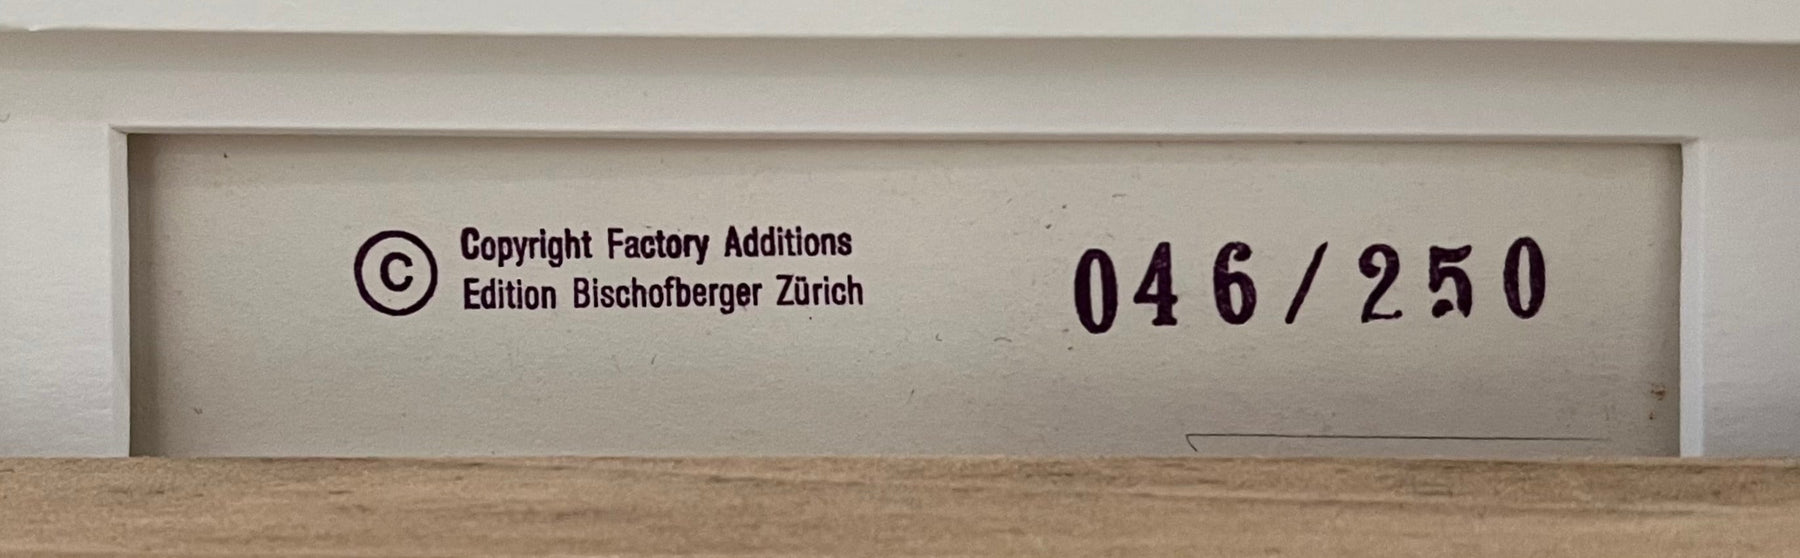 © Copyright Factory Additions
Edition Bischofberger Zürich
046/250